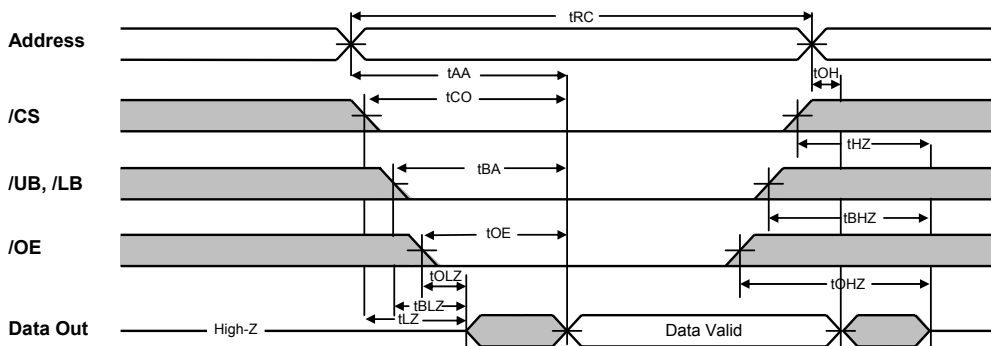 tRC
Address
tAA
tOH
/CS
tCO
tHZ
/UB, /LB
tBA
tBHZ
/OE
tOE
tOLZ
tOHZ
tBLZ
tLZ
Data Out
High-Z
Data Valid